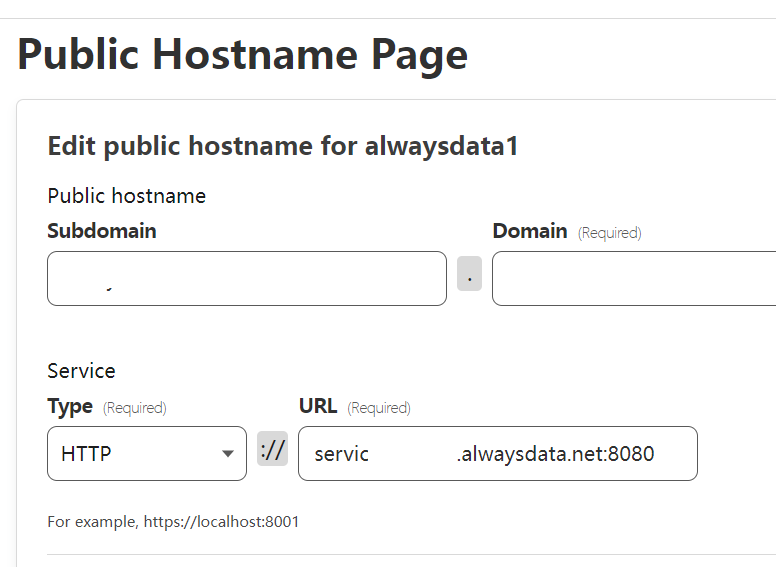 Public Hostname Page
Edit public hostname for alwaysdata1
Public hostname
Subdomain
Domain (Required)
.
Service
Type (Required)
URL (Required)
HTTP
://
servic .alwaysdata.net:8080
For example, https://localhost:8001